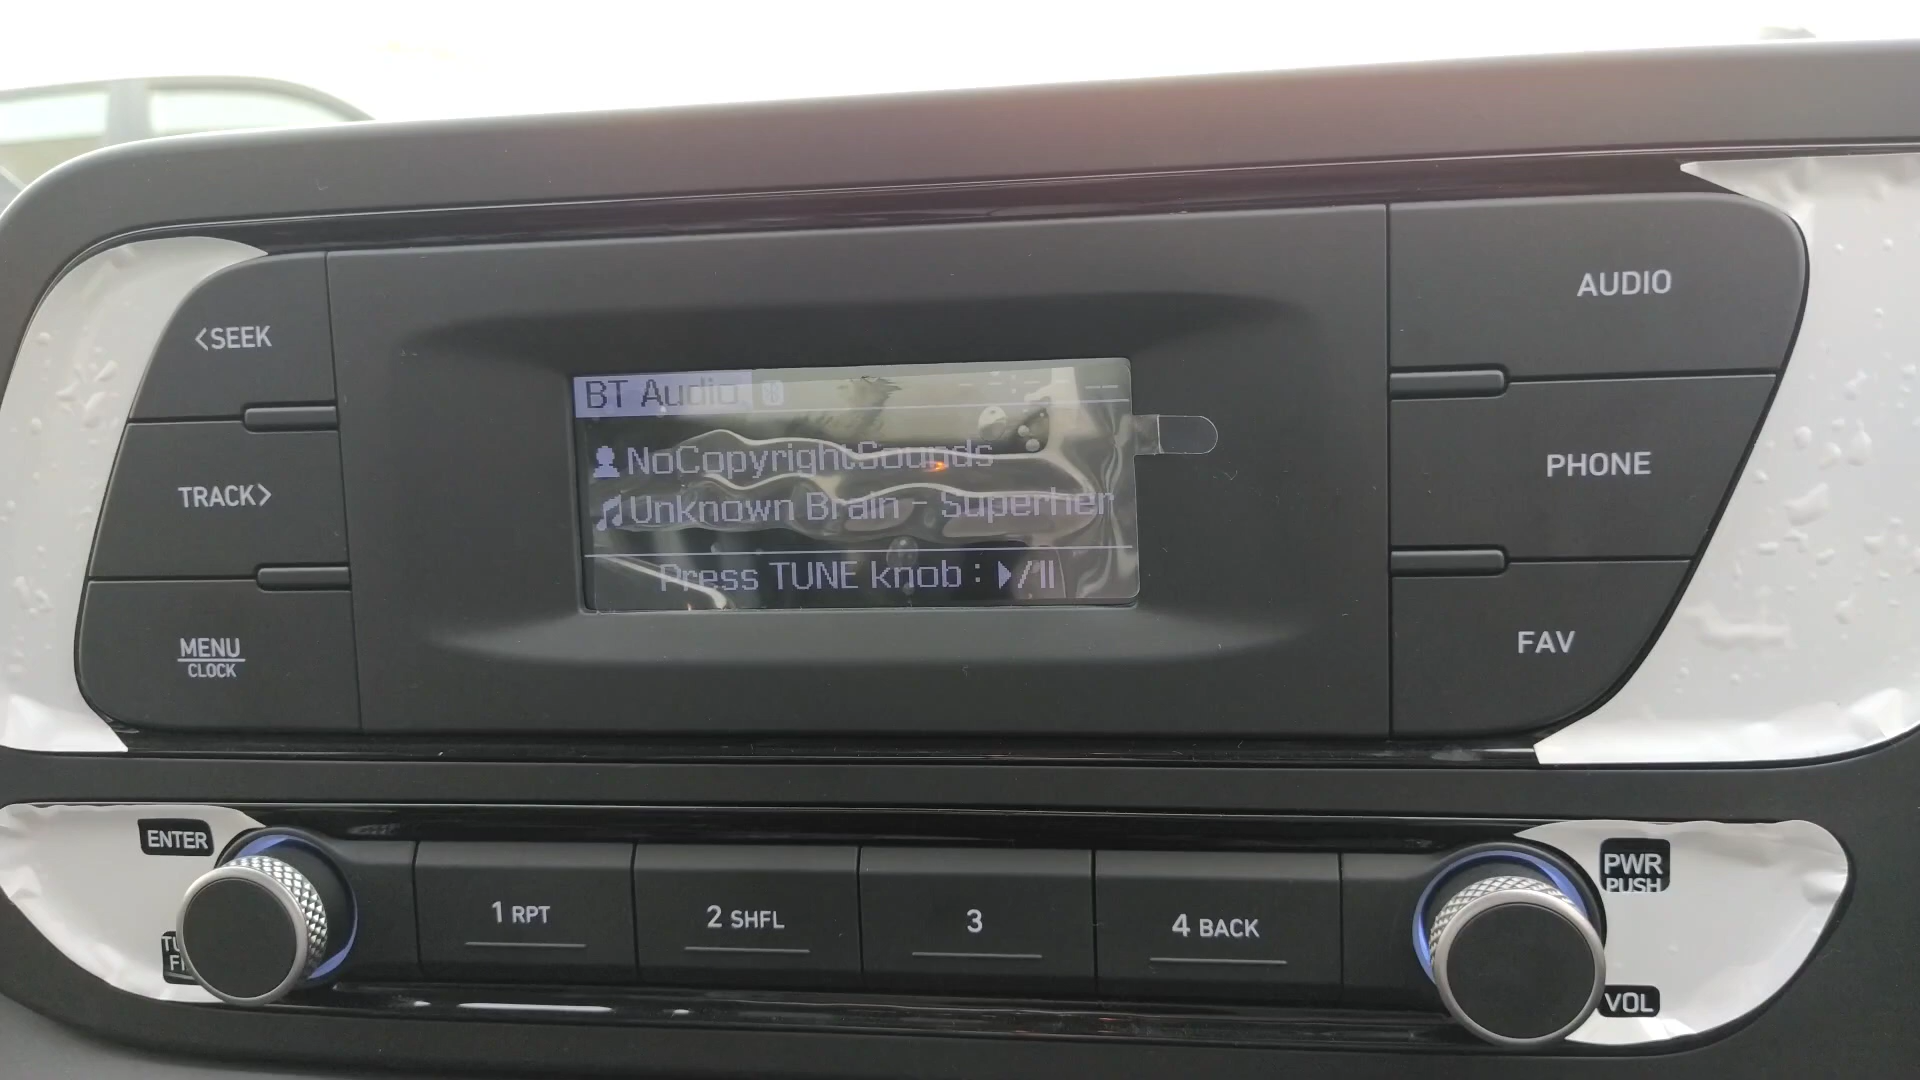 <SEEK
TRACK>
MENU
CLOCK
BT Audio
--:-- --
NoCopyrightSounds
Unknown Brain - Superher
Press TUNE knob : ▶/II
AUDIO
PHONE
FAV
ENTER
1 RPT
2 SHFL
3
4 BACK
PWR
PUSH
VOL